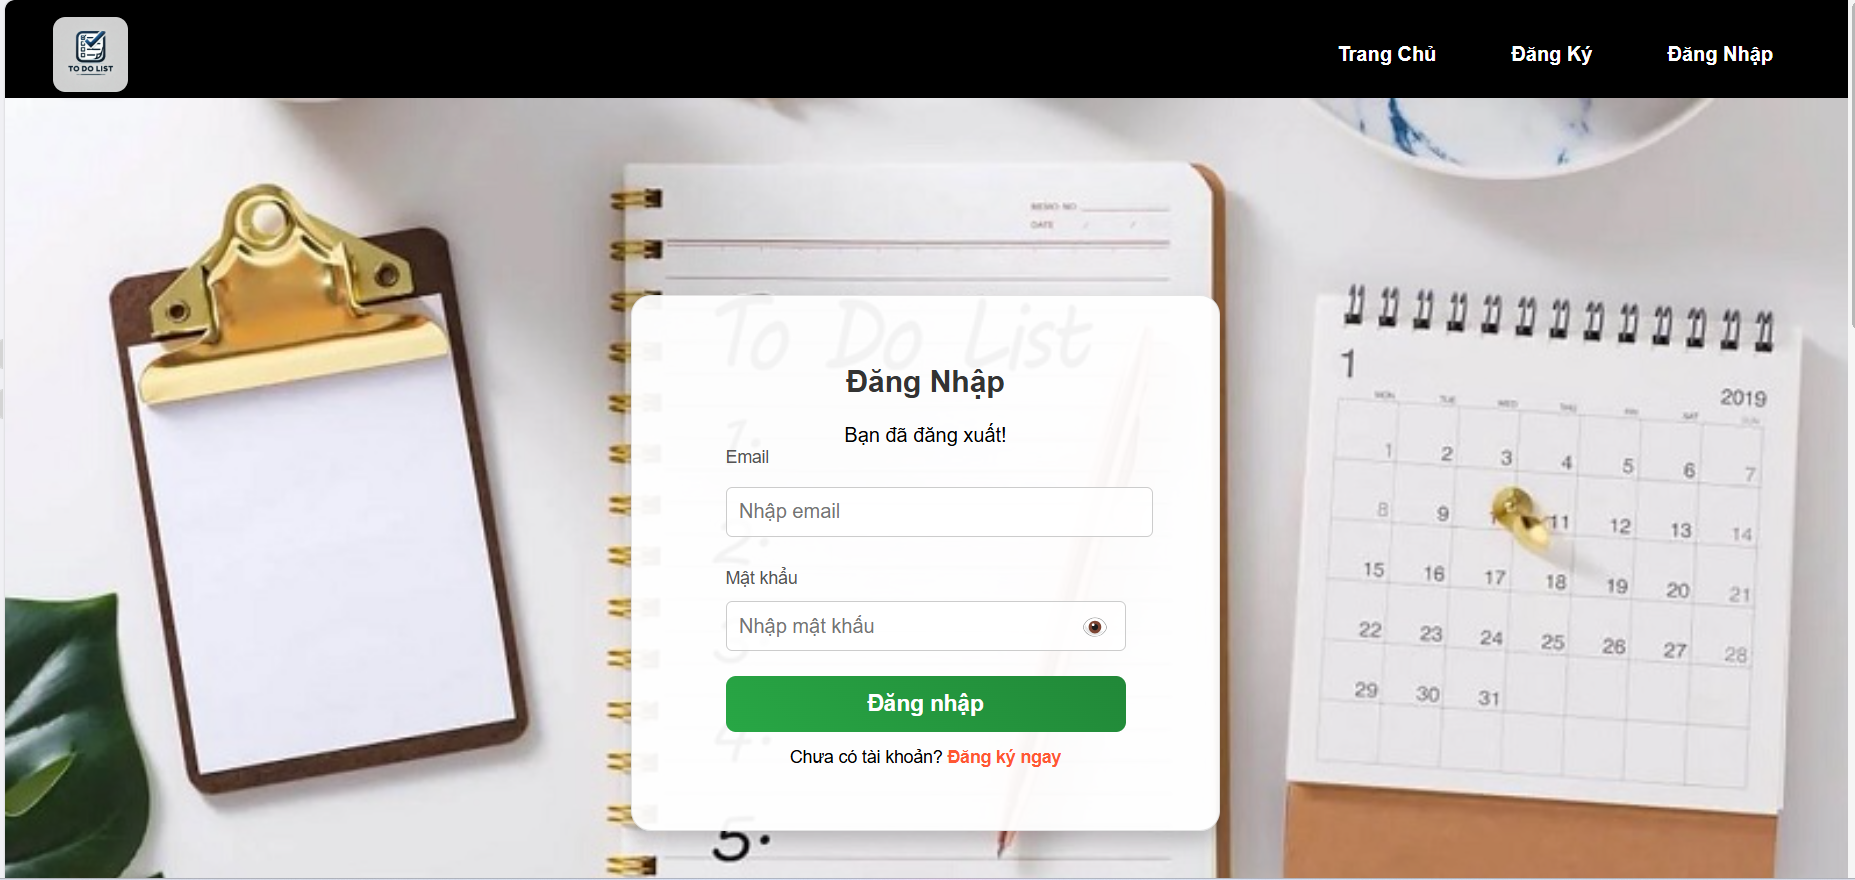 TO DO LIST
Trang Chủ
Đăng Ký
Đăng Nhập
MEMO NO
DATE / /
To Do List
Đăng Nhập
Bạn đã đăng xuất!
1.
Email
Nhập email
2.
Mật khẩu
Nhập mật khẩu
3
Đăng nhập
4.
Chưa có tài khoản? Đăng ký ngay
5.
1
2019
MON TUE WED THU FRI SAT SUN
1 2 3 4 5 6 7
8 9 11 12 13 14
15 16 17 18 19 20 21
22 23 24 25 26 27 28
29 30 31